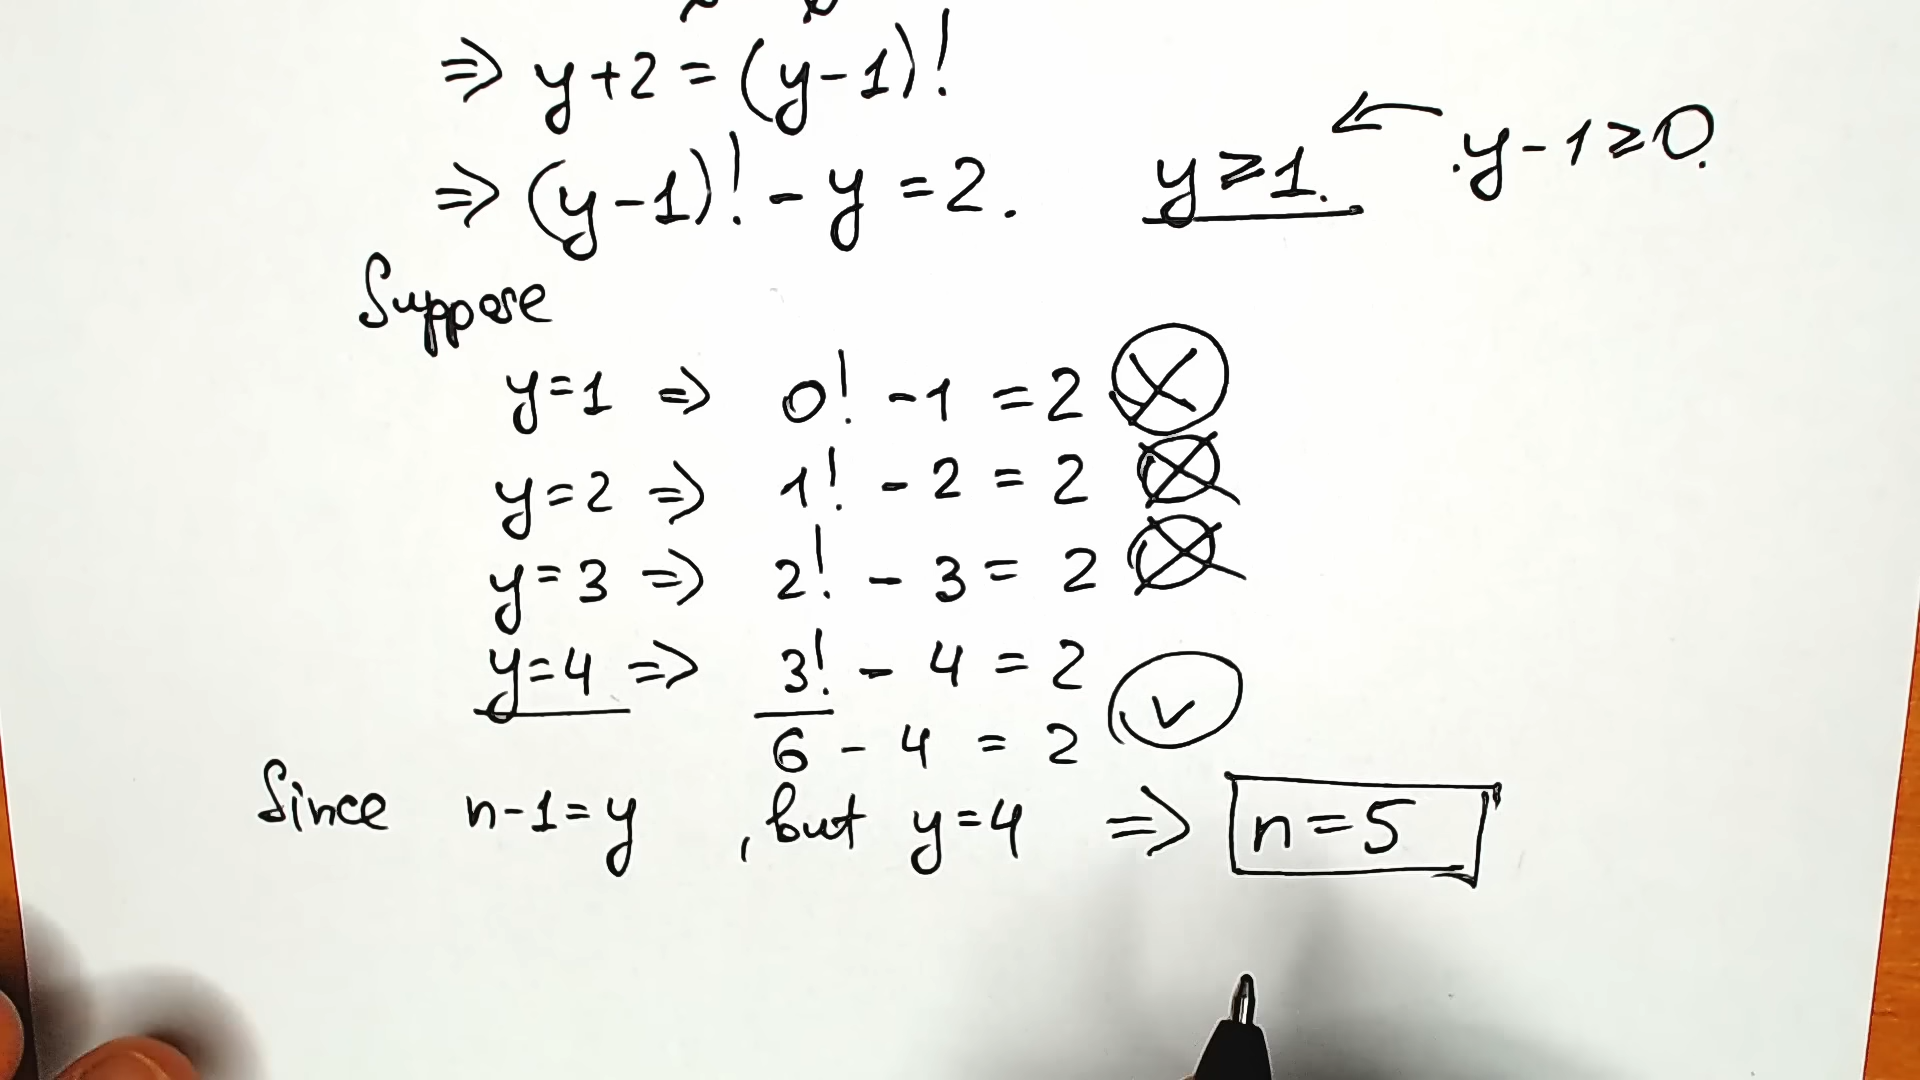 ⇒ y+2 = (y-1)!
⇒ (y-1)! - y = 2. y ≥ 1. ← y-1 ≥ 0.
Suppose
y=1 ⇒ 0! - 1 = 2 ✗
y=2 ⇒ 1! - 2 = 2 ✗
y=3 ⇒ 2! - 3 = 2 ✗
y=4 ⇒ 3! - 4 = 2 ✓
6 - 4 = 2
Since n-1=y , but y=4 ⇒ n=5